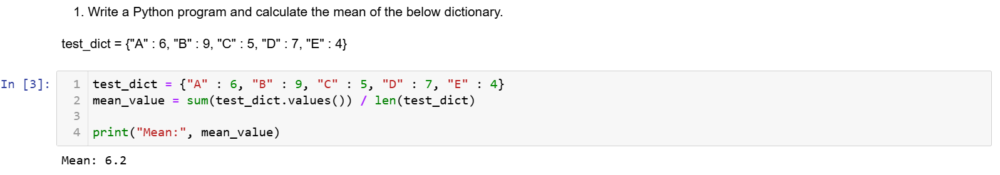 1. Write a Python program and calculate the mean of the below dictionary.
test_dict = {"A" : 6, "B" : 9, "C" : 5, "D" : 7, "E" : 4}
In [3]:
1 test_dict = {"A" : 6, "B" : 9, "C" : 5, "D" : 7, "E" : 4}
2 mean_value = sum(test_dict.values()) / len(test_dict)
3
4 print("Mean:", mean_value)
Mean: 6.2